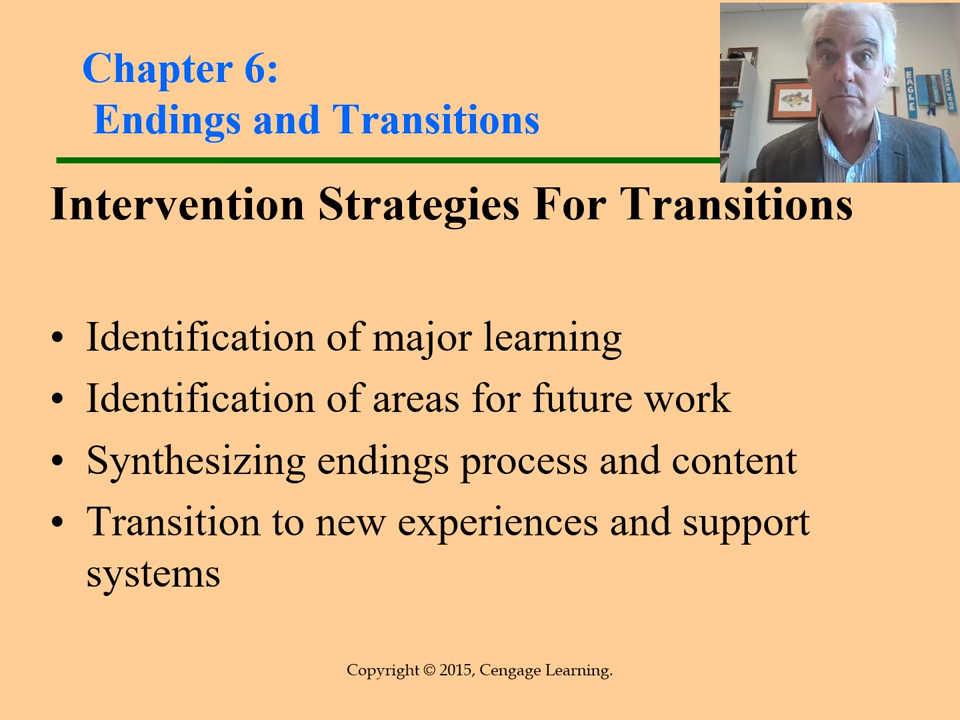 Chapter 6:
Endings and Transitions
Intervention Strategies For Transitions
• Identification of major learning
• Identification of areas for future work
• Synthesizing endings process and content
• Transition to new experiences and support
systems
Copyright © 2015, Cengage Learning.
EAGLE